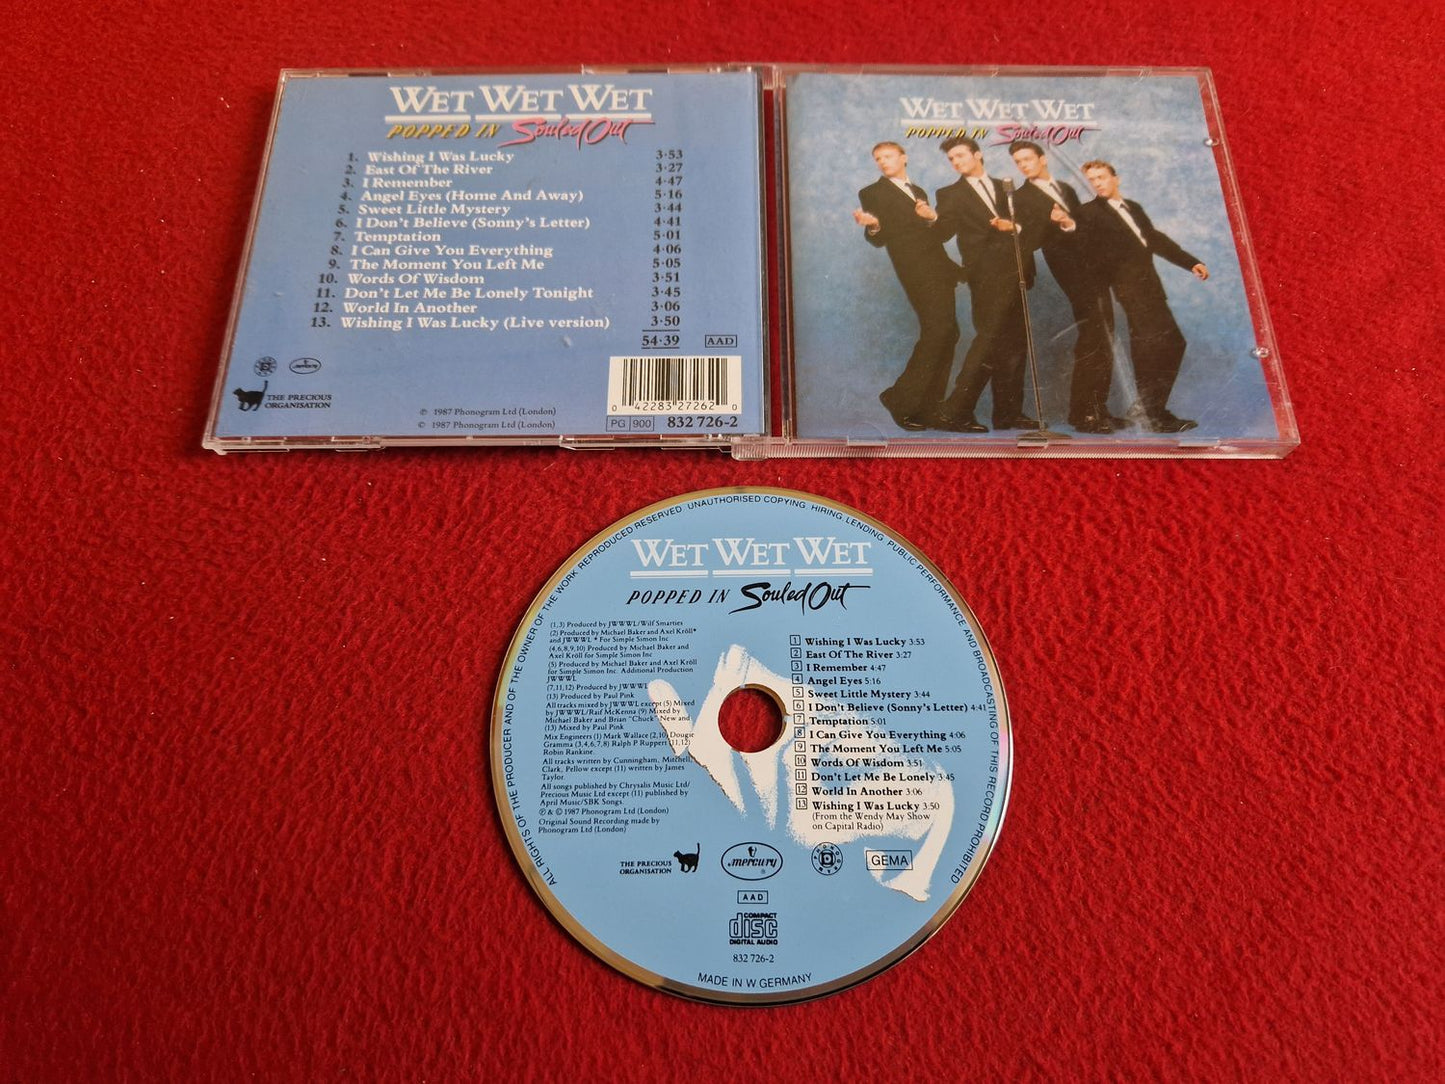 WET WET WET
POPPED IN Souled Out
1. Wishing I Was Lucky 3·53
2. East Of The River 3·27
3. I Remember 4·47
4. Angel Eyes (Home And Away) 5·16
5. Sweet Little Mystery 3·44
6. I Don't Believe (Sonny's Letter) 4·41
7. Temptation 5·01
8. I Can Give You Everything 4·06
9. The Moment You Left Me 5·05
10. Words Of Wisdom 3·51
11. Don't Let Me Be Lonely Tonight 3·45
12. World In Another 3·06
13. Wishing I Was Lucky (Live version) 3·50
54·39 AAD
mercury
THE PRECIOUS
ORGANISATION
℗ 1987 Phonogram Ltd (London)
© 1987 Phonogram Ltd (London)
0 42283 27262 0
PG 900 832 726-2
WET WET WET
POPPED IN Souled Out
ALL RIGHTS OF THE PRODUCER AND OF THE OWNER OF THE WORK REPRODUCED RESERVED. UNAUTHORISED COPYING, HIRING, LENDING, PUBLIC PERFORMANCE AND BROADCASTING OF THIS RECORD PROHIBITED
WET WET WET
POPPED IN Souled Out
(1,3) Produced by JWWWL/Wilf Smarties
(2) Produced by Michael Baker and Axel Kröll*
and JWWWL * For Simple Simon Inc
(4,6,8,9,10) Produced by Michael Baker and
Axel Kröll for Simple Simon Inc
(5) Produced by Michael Baker and Axel Kröll
for Simple Simon Inc. Additional Production
JWWWL
(7,11,12) Produced by JWWWL
(13) Produced by Paul Pink
All tracks mixed by JWWWL except (5) Mixed
by JWWWL/Raif McKenna (9) Mixed by
Michael Baker and Brian "Chuck" New and
(13) Mixed by Paul Pink
Mix Engineers (1) Mark Wallace (2,10) Dougie
Gramma (3,4,6,7,8) Ralph P Ruppert (11,12)
Robin Rankine.
All tracks written by Cunningham, Mitchell,
Clark, Pellow except (11) written by James
Taylor.
All songs published by Chrysalis Music Ltd/
Precious Music Ltd except (11) published by
April Music/SBK Songs.
℗ & © 1987 Phonogram Ltd (London)
Original Sound Recording made by
Phonogram Ltd (London)
1 Wishing I Was Lucky 3:53
2 East Of The River 3:27
3 I Remember 4:47
4 Angel Eyes 5:16
5 Sweet Little Mystery 3:44
6 I Don't Believe (Sonny's Letter) 4:41
7 Temptation 5:01
8 I Can Give You Everything 4:06
9 The Moment You Left Me 5:05
10 Words Of Wisdom 3:51
11 Don't Let Me Be Lonely 3:45
12 World In Another 3:06
13 Wishing I Was Lucky 3:50
(From the Wendy May Show
on Capital Radio)
THE PRECIOUS
ORGANISATION
mercury
PHONOGRAM
GEMA
AAD
COMPACT
disc
DIGITAL AUDIO
832 726-2
MADE IN W. GERMANY